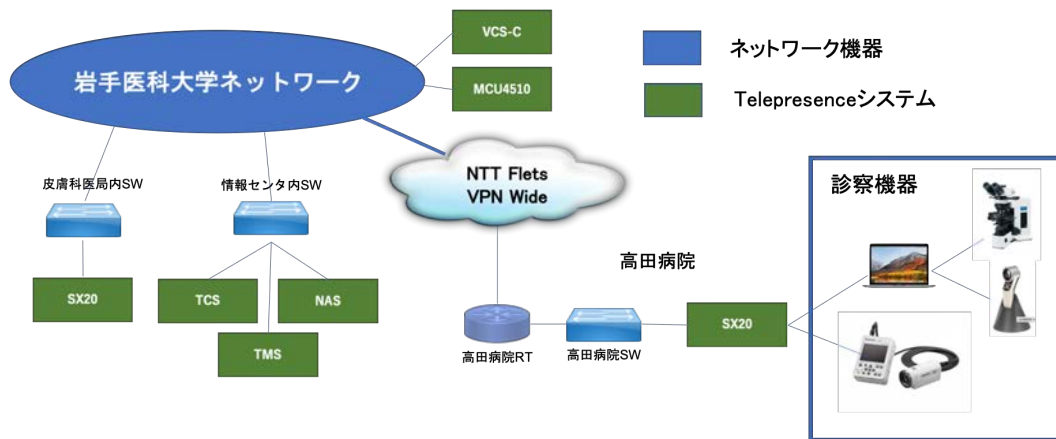 岩手医科大学ネットワーク
VCS-C
MCU4510
ネットワーク機器
Telepresenceシステム
NTT Flets
VPN Wide
皮膚科医局内SW
情報センタ内SW
SX20
TCS
NAS
TMS
高田病院
高田病院RT
高田病院SW
SX20
診察機器